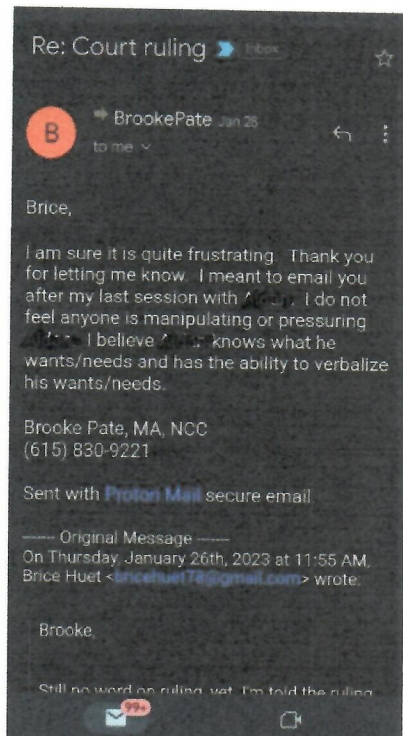 Re: Court ruling Inbox
B
BrookePate Jan 28
to me
Brice,
I am sure it is quite frustrating. Thank you
for letting me know. I meant to email you
after my last session with I do not
feel anyone is manipulating or pressuring
I believe knows what he
wants/needs and has the ability to verbalize
his wants/needs.
Brooke Pate, MA, NCC
(615) 830-9221
Sent with Proton Mail secure email.
------ Original Message ------
On Thursday, January 26th, 2023 at 11:55 AM,
Brice Huet <bricehuet78@gmail.com> wrote:
Brooke,
Still no word on ruling, yet. I'm told the ruling
99+